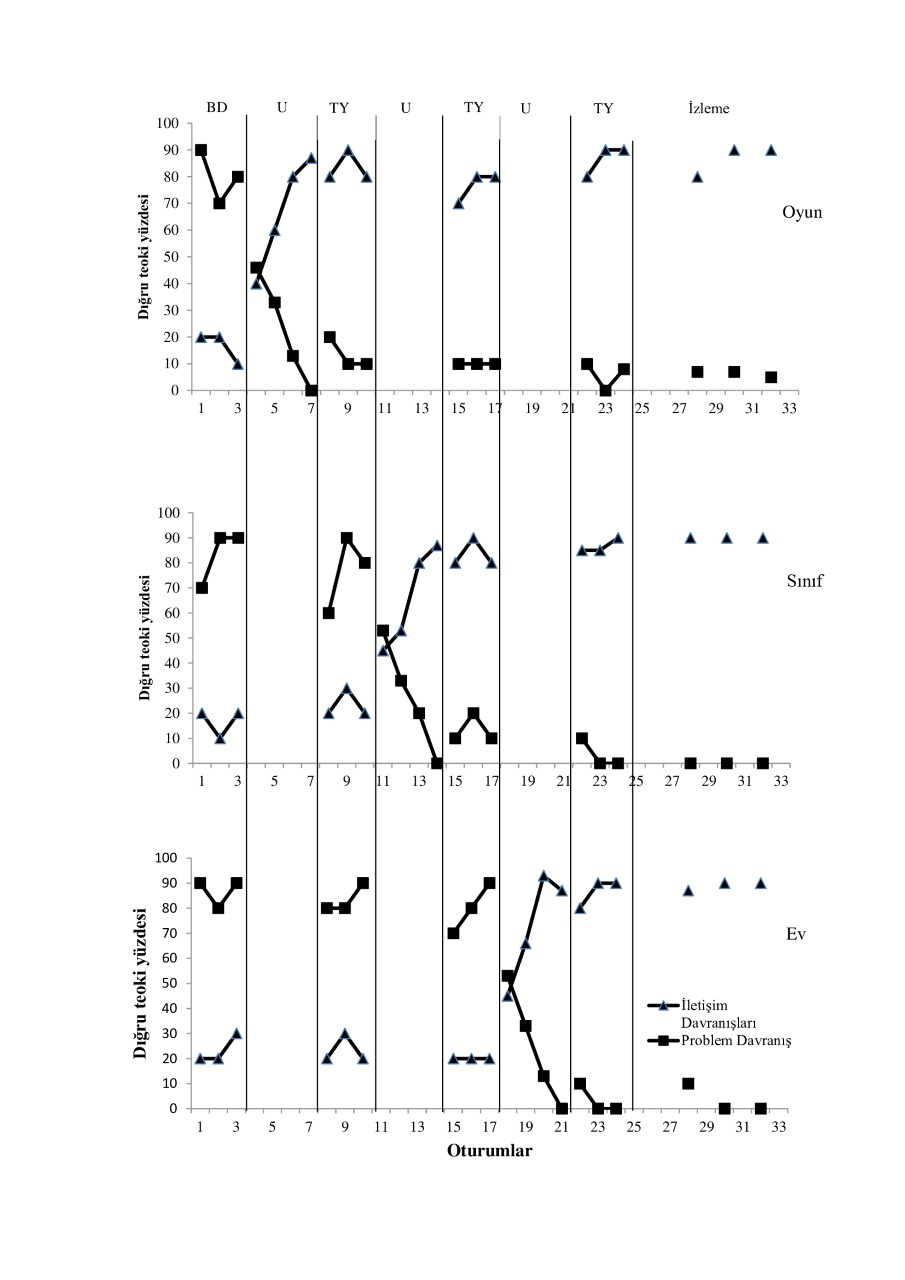 BD U TY U TY U TY İzleme
100
90
80
70
60
50
40
30
20
10
0
Dığru teoki yüzdesi
Oyun
1 3 5 7 9 11 13 15 17 19 21 23 25 27 29 31 33
100
90
80
70
60
50
40
30
20
10
0
Dığru teoki yüzdesi
Sınıf
1 3 5 7 9 11 13 15 17 19 21 23 25 27 29 31 33
100
90
80
70
60
50
40
30
20
10
0
Dığru teoki yüzdesi
Ev
İletişim
Davranışları
Problem Davranış
1 3 5 7 9 11 13 15 17 19 21 23 25 27 29 31 33
Oturumlar